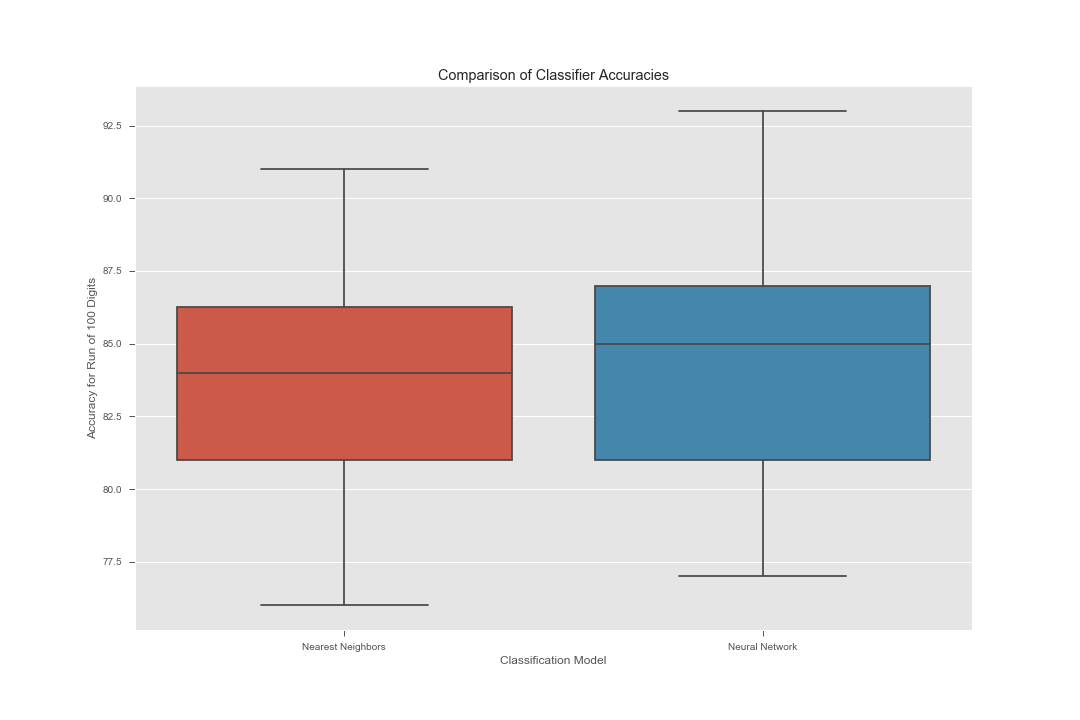 Comparison of Classifier Accuracies
92.5
90.0
87.5
85.0
82.5
80.0
77.5
Accuracy for Run of 100 Digits
Nearest Neighbors
Neural Network
Classification Model